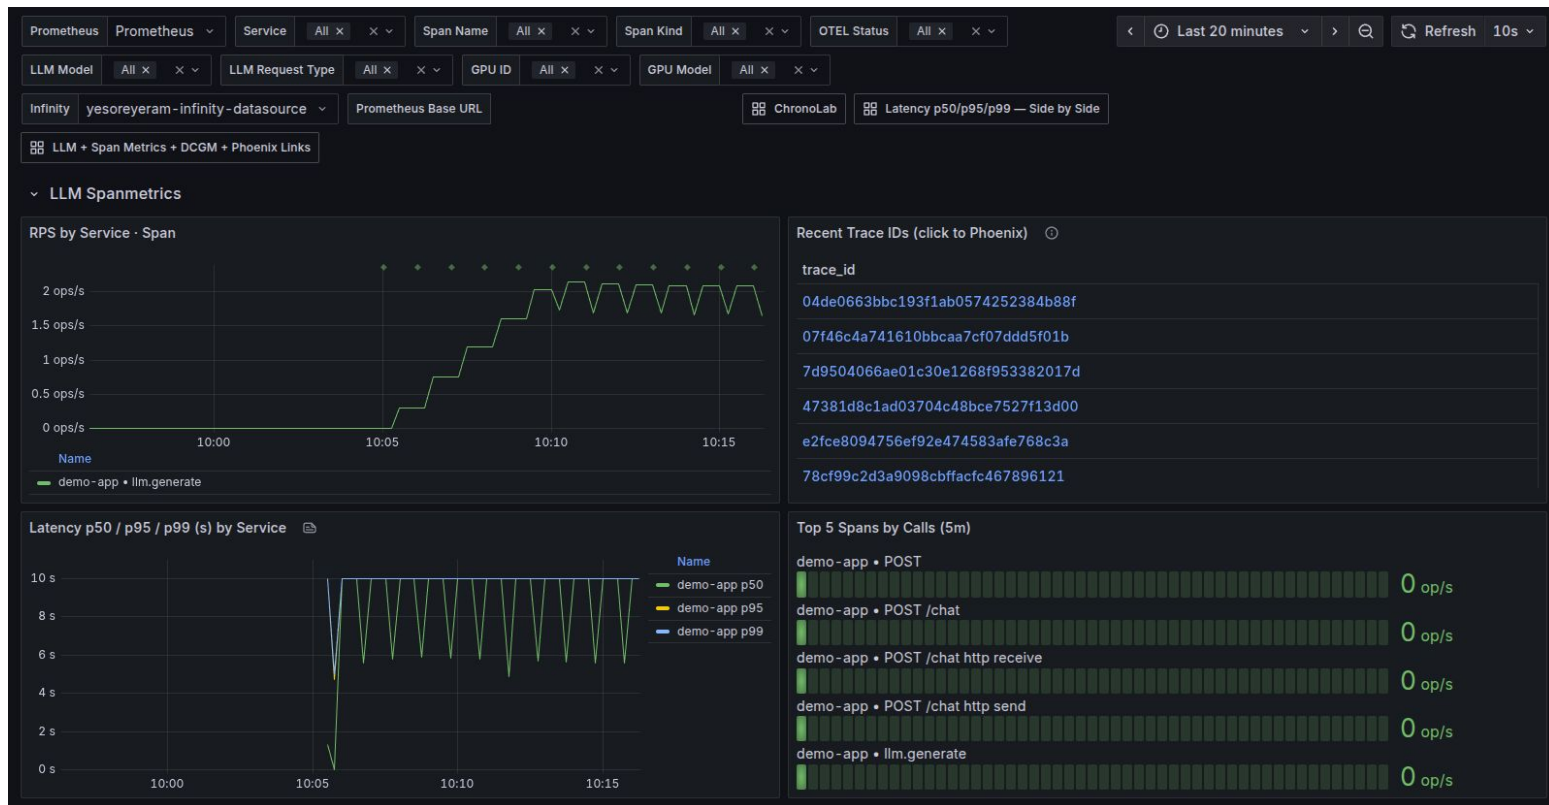 Prometheus Prometheus Service All × Span Name All × Span Kind All × OTEL Status All × Last 20 minutes Refresh 10s
LLM Model All × LLM Request Type All × GPU ID All × GPU Model All ×
Infinity yesoreyeram-infinity-datasource Prometheus Base URL ChronoLab Latency p50/p95/p99 — Side by Side
LLM + Span Metrics + DCGM + Phoenix Links
LLM Spanmetrics
RPS by Service · Span
2 ops/s
1.5 ops/s
1 ops/s
0.5 ops/s
0 ops/s
10:00 10:05 10:10 10:15
Name
demo-app • llm.generate
Recent Trace IDs (click to Phoenix)
trace_id
04de0663bbc193f1ab0574252384b88f
07f46c4a741610bbcaa7cf07ddd5f01b
7d9504066ae01c30e1268f953382017d
47381d8c1ad03704c48bce7527f13d00
e2fce8094756ef92e474583afe768c3a
78cf99c2d3a9098cbffacfc467896121
Latency p50 / p95 / p99 (s) by Service
10 s
8 s
6 s
4 s
2 s
0 s
10:00 10:05 10:10 10:15
Name
demo-app p50
demo-app p95
demo-app p99
Top 5 Spans by Calls (5m)
demo-app • POST
0 op/s
demo-app • POST /chat
0 op/s
demo-app • POST /chat http receive
0 op/s
demo-app • POST /chat http send
0 op/s
demo-app • llm.generate
0 op/s